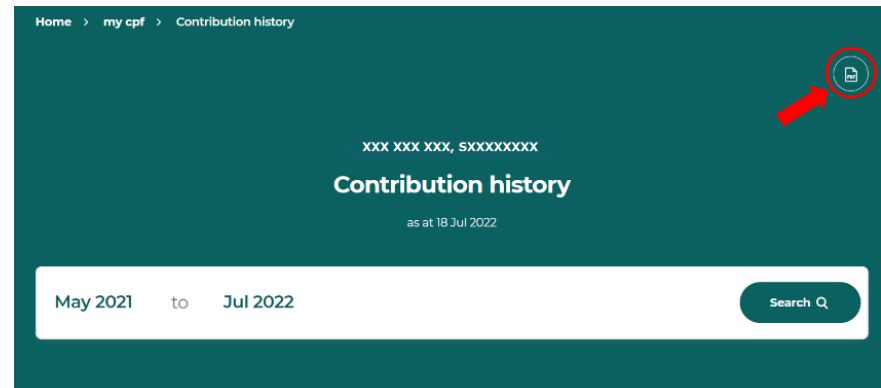 Home > my cpf > Contribution history
PDF
XXX XXX XXX, SXXXXXXXX
Contribution history
as at 18 Jul 2022
May 2021 to Jul 2022 Search